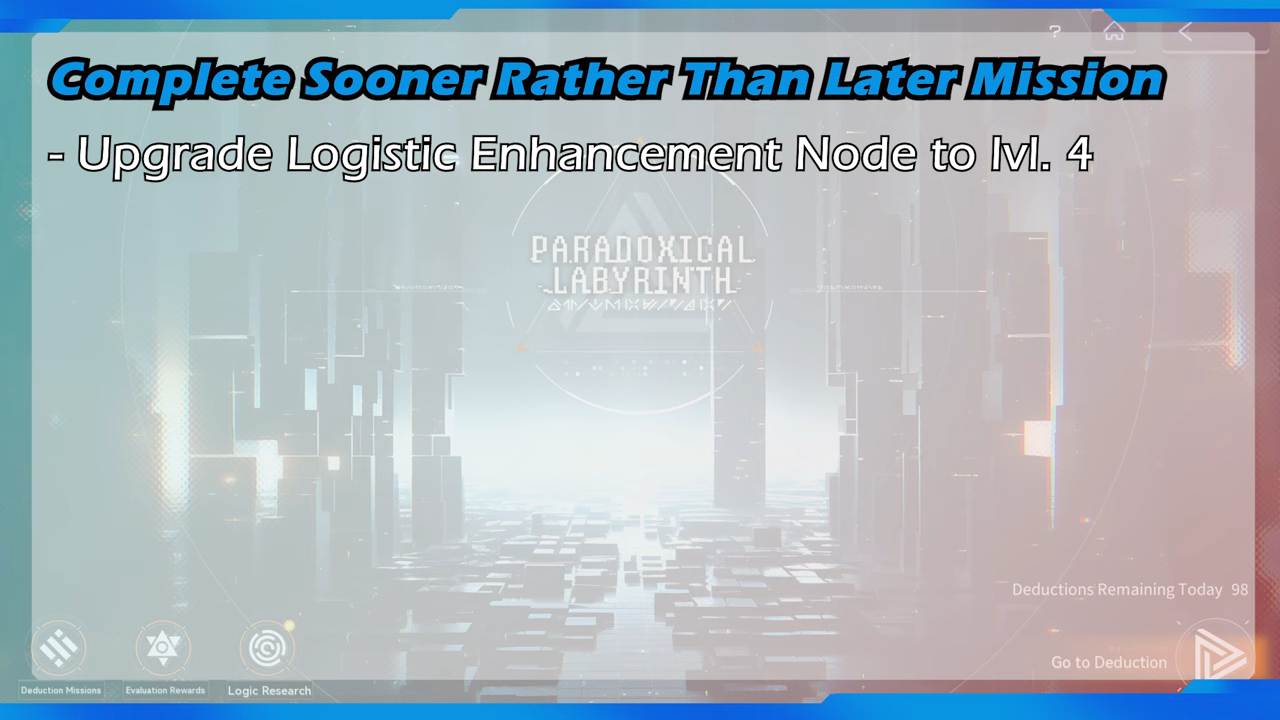 Complete Sooner Rather Than Later Mission
- Upgrade Logistic Enhancement Node to lvl. 4
?
PARADOXICAL
LABYRINTH
Deductions Remaining Today 98
Go to Deduction
Deduction Missions
Evaluation Rewards
Logic Research